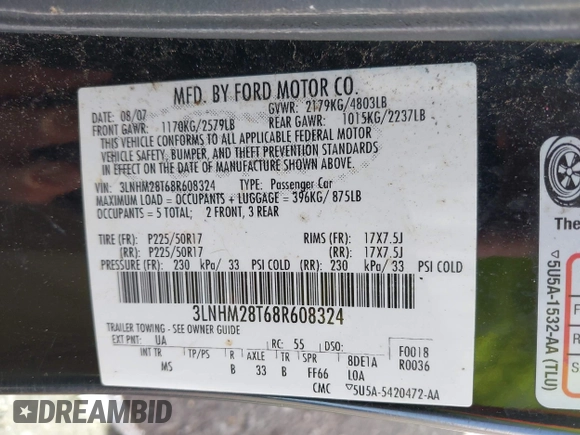 MFD. BY FORD MOTOR CO.
DATE: 08/07 GVWR: 2179KG/4803LB
FRONT GAWR: 1170KG/2579LB REAR GAWR: 1015KG/2237LB
THIS VEHICLE CONFORMS TO ALL APPLICABLE FEDERAL MOTOR
VEHICLE SAFETY, BUMPER, AND THEFT PREVENTION STANDARDS
IN EFFECT ON THE DATE OF MANUFACTURE SHOWN ABOVE.
VIN: 3LNHM28T68R608324 TYPE: Passenger Car
MAXIMUM LOAD = OCCUPANTS + LUGGAGE = 396KG/ 875LB
OCCUPANTS = 5 TOTAL; 2 FRONT, 3 REAR
TIRE (FR): P225/50R17 RIMS (FR): 17X7.5J
(RR): P225/50R17 (RR): 17X7.5J
PRESSURE (FR): 230 kPa/ 33 PSI COLD (RR): 230 kPa/ 33 PSI COLD
3LNHM28T68R608324
TRAILER TOWING - SEE OWNER GUIDE
EXT PNT: UA RC: 55 DSO: F0018
INT TR TP/PS R AXLE TR SPR 8DE1A R0036
MS B 33 B FF66 L0A
CMC ▽5U5A-5420472-AA
▽5U5A-1532-AA (TLU)
The
F
R
S
DREAMBID